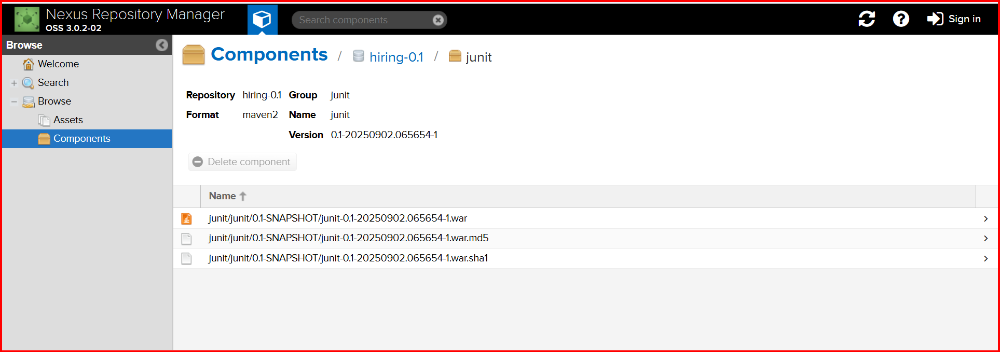 Nexus Repository Manager
OSS 3.0.2-02
Search components
Sign in
Browse
Welcome
Search
Browse
Assets
Components
Components / hiring-0.1 / junit
Repository hiring-0.1 Group junit
Format maven2 Name junit
Version 0.1-20250902.065654-1
Delete component
Name
junit/junit/0.1-SNAPSHOT/junit-0.1-20250902.065654-1.war
junit/junit/0.1-SNAPSHOT/junit-0.1-20250902.065654-1.war.md5
junit/junit/0.1-SNAPSHOT/junit-0.1-20250902.065654-1.war.sha1